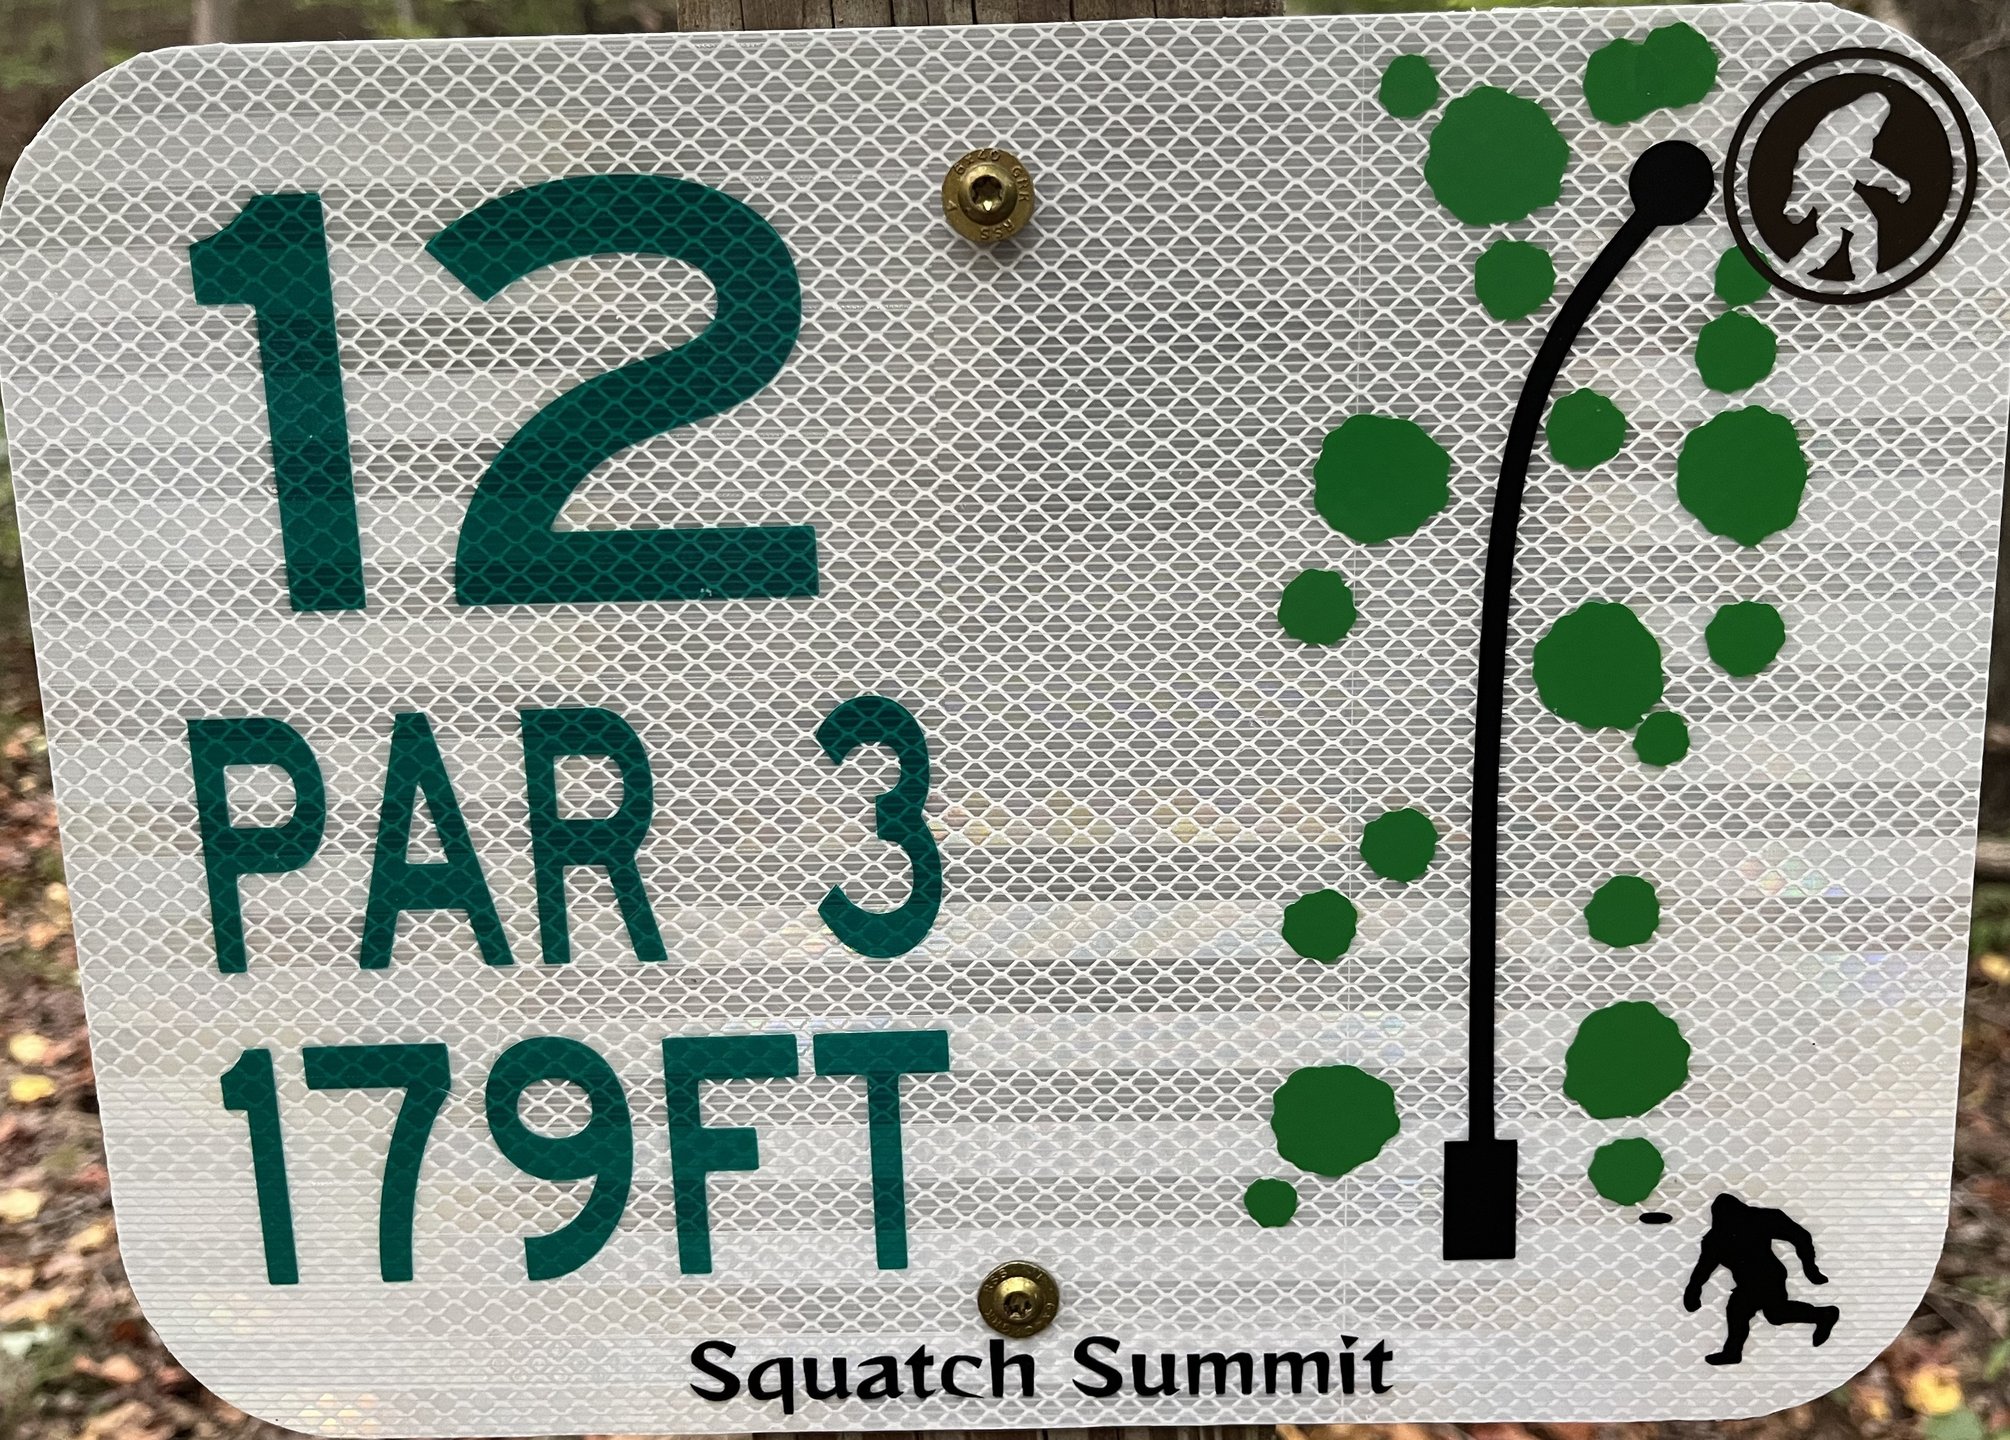 12
PAR 3
179FT
Squatch Summit